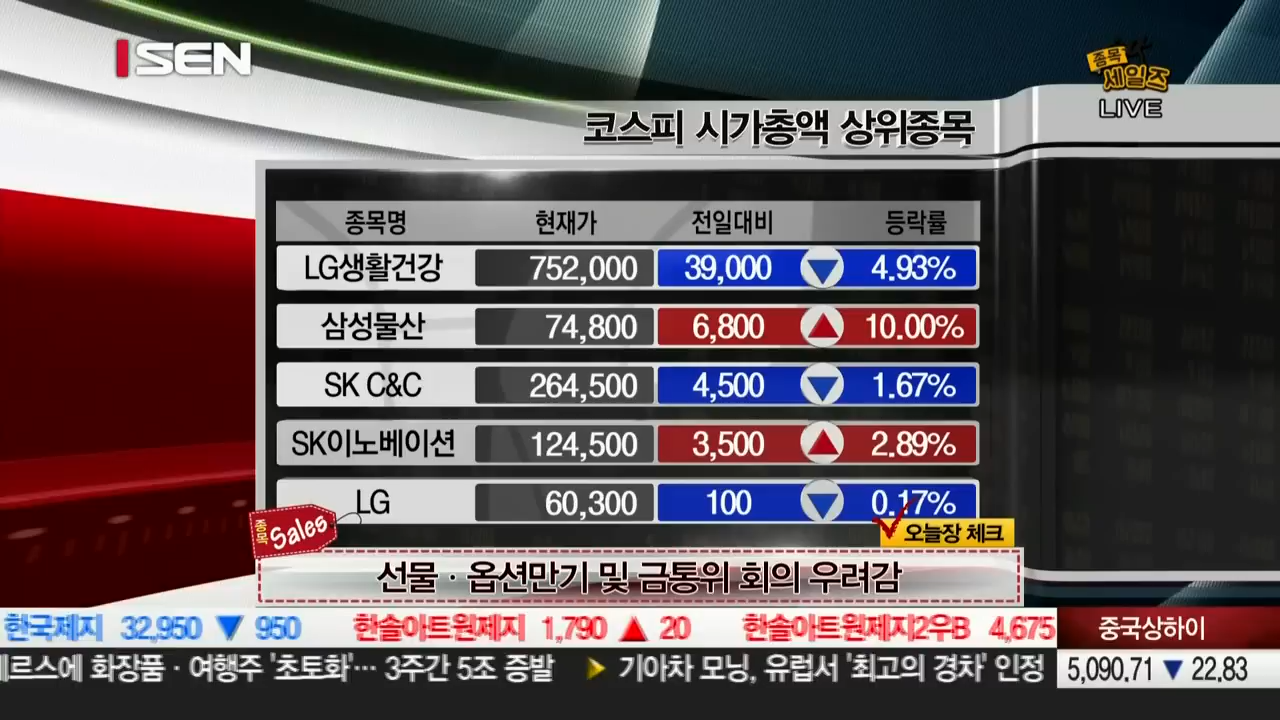 SEN
종목
세일즈
LIVE
코스피 시가총액 상위종목
종목명 현재가 전일대비 등락률
LG생활건강 752,000 39,000 ▼ 4.93%
삼성물산 74,800 6,800 ▲ 10.00%
SK C&C 264,500 4,500 ▼ 1.67%
SK이노베이션 124,500 3,500 ▲ 2.89%
LG 60,300 100 ▼ 0.17%
종목 Sales
오늘장 체크
선물·옵션만기 및 금통위 회의 우려감
한국제지 32,950 ▼ 950 한솔아트원제지 1,790 ▲ 20 한솔아트원제지2우B 4,675
중국상하이
에 화장품·여행주 '초토화'… 3주간 5조 증발 ▶ 기아차 모닝, 유럽서 '최고의 경차' 인정
5,090.71 ▼ 22.83